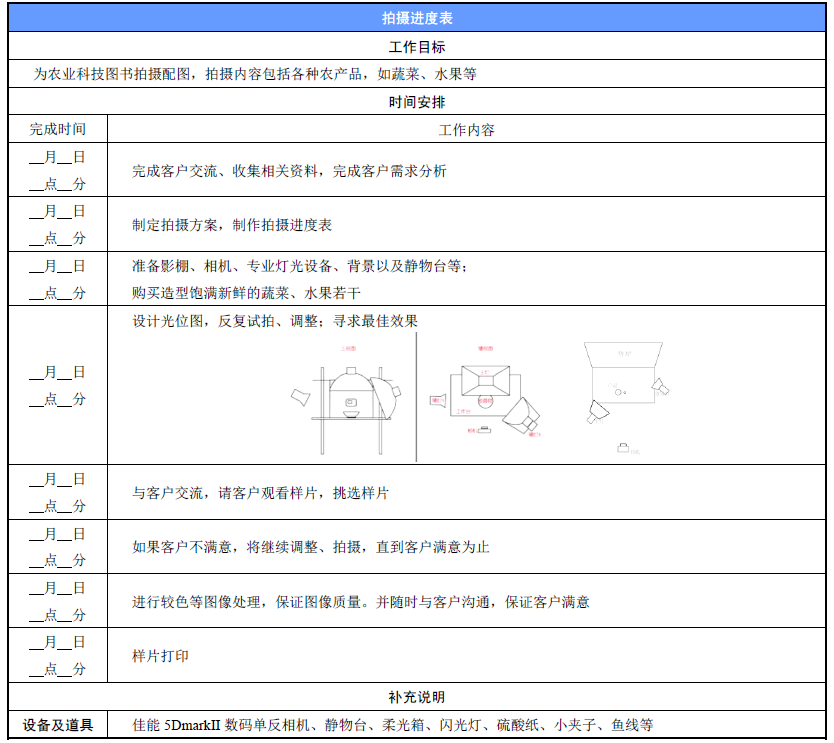 拍摄进度表
工作目标
为农业科技图书拍摄配图，拍摄内容包括各种农产品，如蔬菜、水果等
时间安排
完成时间 工作内容
__月__日
__点__分
完成客户交流、收集相关资料，完成客户需求分析
__月__日
__点__分
制定拍摄方案，制作拍摄进度表
__月__日
__点__分
准备影棚、相机、专业灯光设备、背景以及静物台等；
购买造型饱满新鲜的蔬菜、水果若干
__月__日
__点__分
设计光位图，反复试拍、调整；寻求最佳效果
__月__日
__点__分
与客户交流，请客户观看样片，挑选样片
__月__日
__点__分
如果客户不满意，将继续调整、拍摄，直到客户满意为止
__月__日
__点__分
进行较色等图像处理，保证图像质量。并随时与客户沟通，保证客户满意
__月__日
__点__分
样片打印
补充说明
设备及道具 佳能 5DmarkII 数码单反相机、静物台、柔光箱、闪光灯、硫酸纸、小夹子、鱼线等